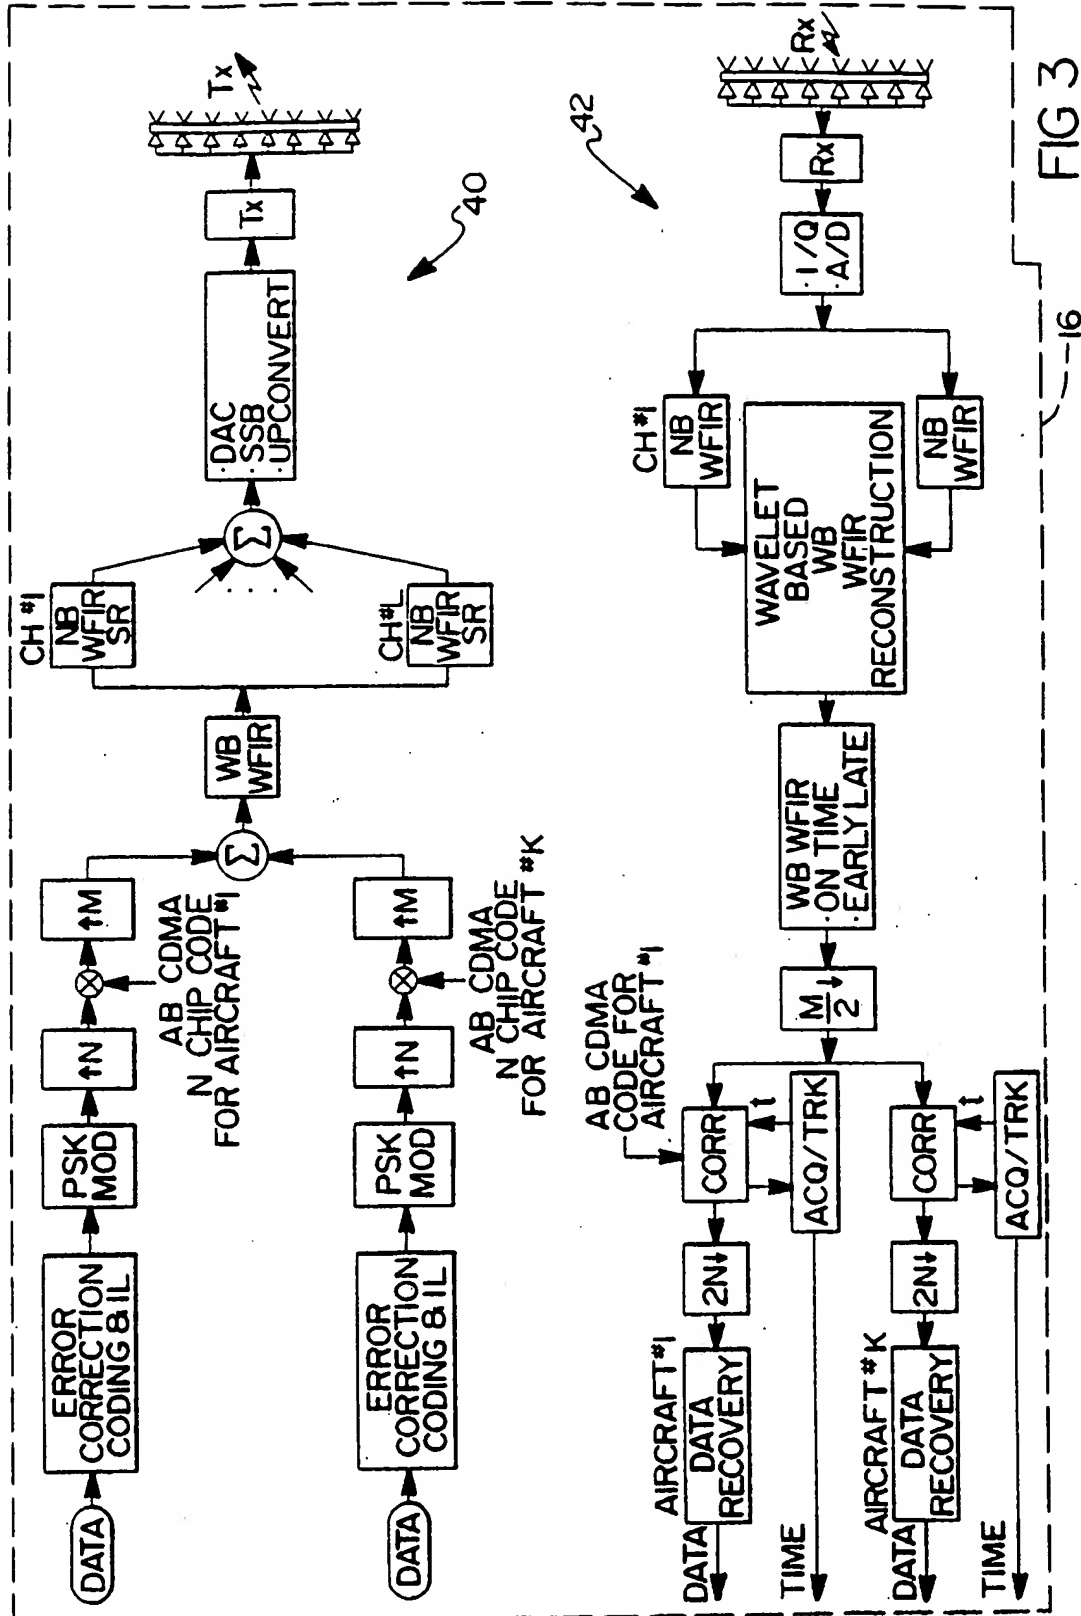 DATA
ERROR
CORRECTION
CODING & IL
PSK
MOD
↑N
AB CDMA
N CHIP CODE
FOR AIRCRAFT #1
↑M
Σ
WB
WFIR
CH #1
NB
WFIR
SR
. . .
Σ
· DAC
· SSB
· UPCONVERT
Tx
Tx
DATA
ERROR
CORRECTION
CODING & IL
PSK
MOD
↑N
AB CDMA
N CHIP CODE
FOR AIRCRAFT #K
↑M
CH #L
NB
WFIR
SR
40
42
Rx
Rx
· I/Q
· A/D
CH #1
NB
WFIR
NB
WFIR
WAVELET
BASED
WB
WFIR
RECONSTRUCTION
WB WFIR
· ON TIME
· EARLY LATE
M/2 ↓
AB CDMA
CODE FOR
AIRCRAFT #1
CORR
t
ACQ/TRK
2N↓
AIRCRAFT #1
DATA
RECOVERY
DATA
TIME
CORR
t
ACQ/TRK
2N↓
AIRCRAFT #K
DATA
RECOVERY
DATA
TIME
16
FIG 3